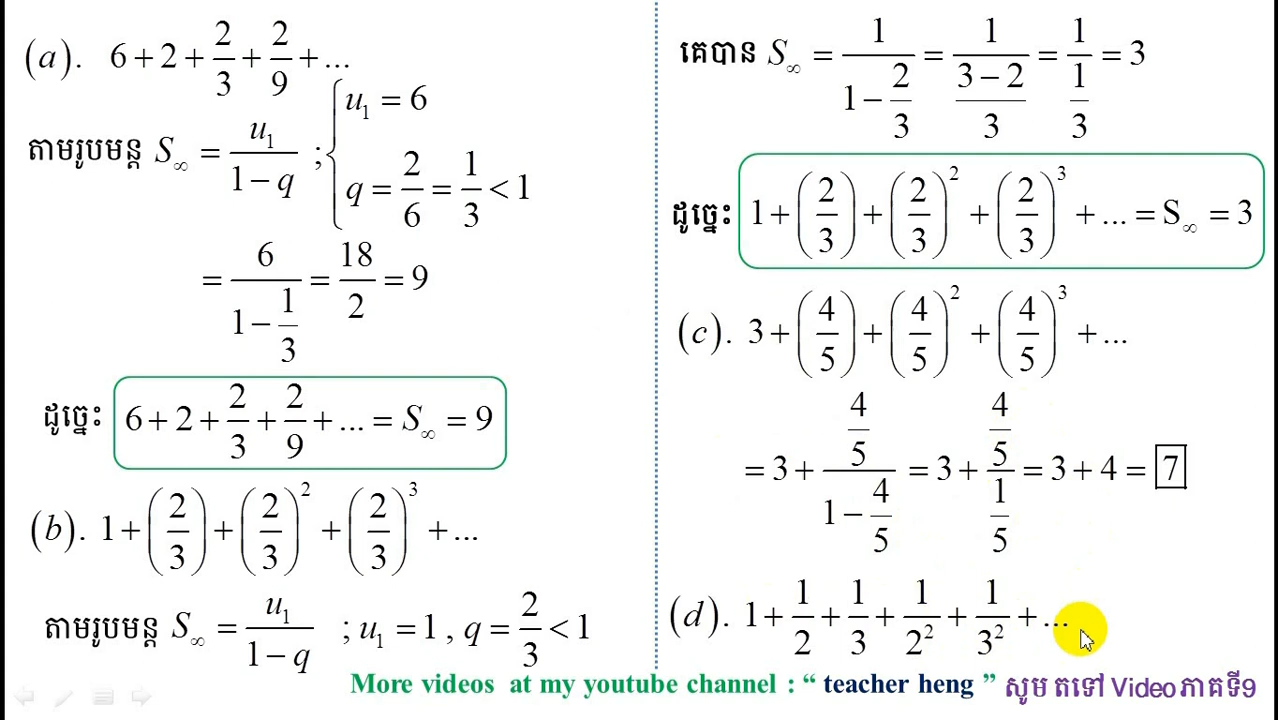 (a). 6 + 2 + 2/3 + 2/9 + ...
តាមរូបមន្ត S∞ = u₁/(1 − q) ; { u₁ = 6
q = 2/6 = 1/3 < 1
= 6/(1 − 1/3) = 18/2 = 9
ដូច្នេះ 6 + 2 + 2/3 + 2/9 + ... = S∞ = 9
(b). 1 + (2/3) + (2/3)² + (2/3)³ + ...
តាមរូបមន្ត S∞ = u₁/(1 − q) ; u₁ = 1 , q = 2/3 < 1
គេបាន S∞ = 1/(1 − 2/3) = 1/((3 − 2)/3) = 1/(1/3) = 3
ដូច្នេះ 1 + (2/3) + (2/3)² + (2/3)³ + ... = S∞ = 3
(c). 3 + (4/5) + (4/5)² + (4/5)³ + ...
= 3 + (4/5)/(1 − 4/5) = 3 + (4/5)/(1/5) = 3 + 4 = 7
(d). 1 + 1/2 + 1/3 + 1/2² + 1/3² + ...
More videos at my youtube channel : “ teacher heng ” សូម តទៅ Video ភាគទី9